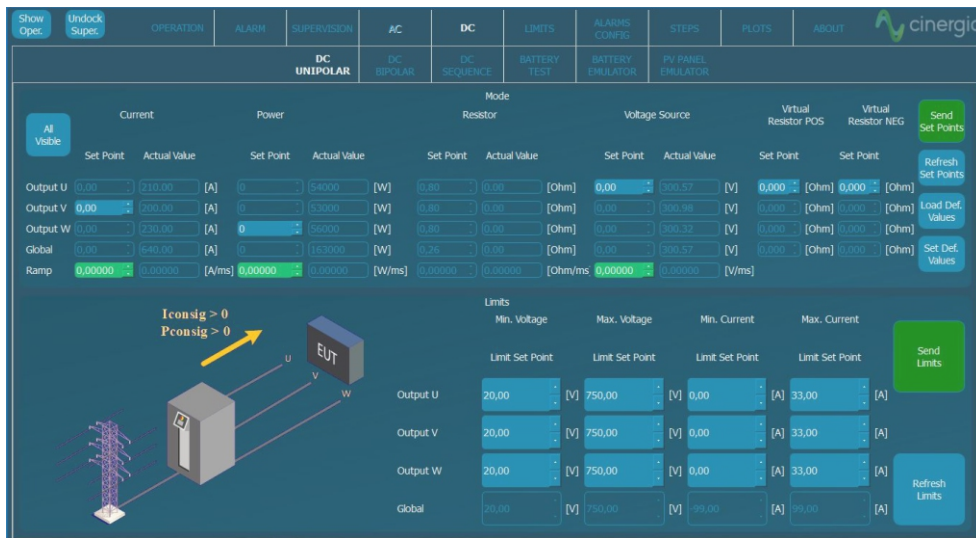 Show Oper. Undock Super. OPERATION ALARM SUPERVISION AC DC LIMITS ALARMS CONFIG STEPS PLOTS ABOUT cinergia
DC UNIPOLAR DC BIPOLAR DC SEQUENCE BATTERY TEST BATTERY EMULATOR PV PANEL EMULATOR
Mode
All Visible Current Power Resistor Voltage Source Virtual Resistor POS Virtual Resistor NEG Send Set Points
Set Point Actual Value Set Point Actual Value Set Point Actual Value Set Point Actual Value Set Point Set Point Refresh Set Points
Output U 0,00 210.00 [A] 0 54000 [W] 0,80 0.00 [Ohm] 0,00 300.57 [V] 0,000 [Ohm] 0,000 [Ohm]
Output V 0,00 200.00 [A] 0 53000 [W] 0,80 0.00 [Ohm] 0,00 300.98 [V] 0,000 [Ohm] 0,000 [Ohm] Load Def. Values
Output W 0,00 230.00 [A] 0 56000 [W] 0,80 0.00 [Ohm] 0,00 300.32 [V] 0,000 [Ohm] 0,000 [Ohm]
Global 0,00 640.00 [A] 0 163000 [W] 0,26 0.00 [Ohm] 0,00 300.57 [V] 0,000 [Ohm] 0,000 [Ohm] Set Def. Values
Ramp 0,00000 0.00000 [A/ms] 0,00000 0.00000 [W/ms] 0,00000 0.00000 [Ohm/ms] 0,00000 0.00000 [V/ms]
Limits
Iconsig > 0
Pconsig > 0
EUT
U
V
W
Min. Voltage Max. Voltage Min. Current Max. Current
Limit Set Point Limit Set Point Limit Set Point Limit Set Point Send Limits
Output U 20,00 [V] 750,00 [V] 0,00 [A] 33,00 [A]
Output V 20,00 [V] 750,00 [V] 0,00 [A] 33,00 [A]
Output W 20,00 [V] 750,00 [V] 0,00 [A] 33,00 [A]
Refresh Limits
Global 20,00 [V] 750,00 [V] -99,00 [A] 99,00 [A]